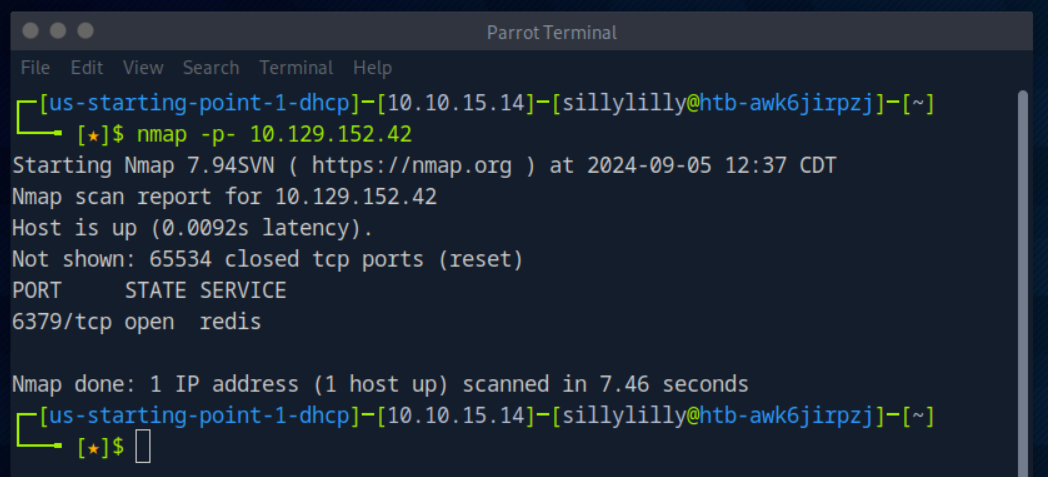 Parrot Terminal
File Edit View Search Terminal Help
┌─[us-starting-point-1-dhcp]─[10.10.15.14]─[sillylilly@htb-awk6jirpzj]─[~]
└──╼ [★]$ nmap -p- 10.129.152.42
Starting Nmap 7.94SVN ( https://nmap.org ) at 2024-09-05 12:37 CDT
Nmap scan report for 10.129.152.42
Host is up (0.0092s latency).
Not shown: 65534 closed tcp ports (reset)
PORT     STATE SERVICE
6379/tcp open  redis
Nmap done: 1 IP address (1 host up) scanned in 7.46 seconds
┌─[us-starting-point-1-dhcp]─[10.10.15.14]─[sillylilly@htb-awk6jirpzj]─[~]
└──╼ [★]$